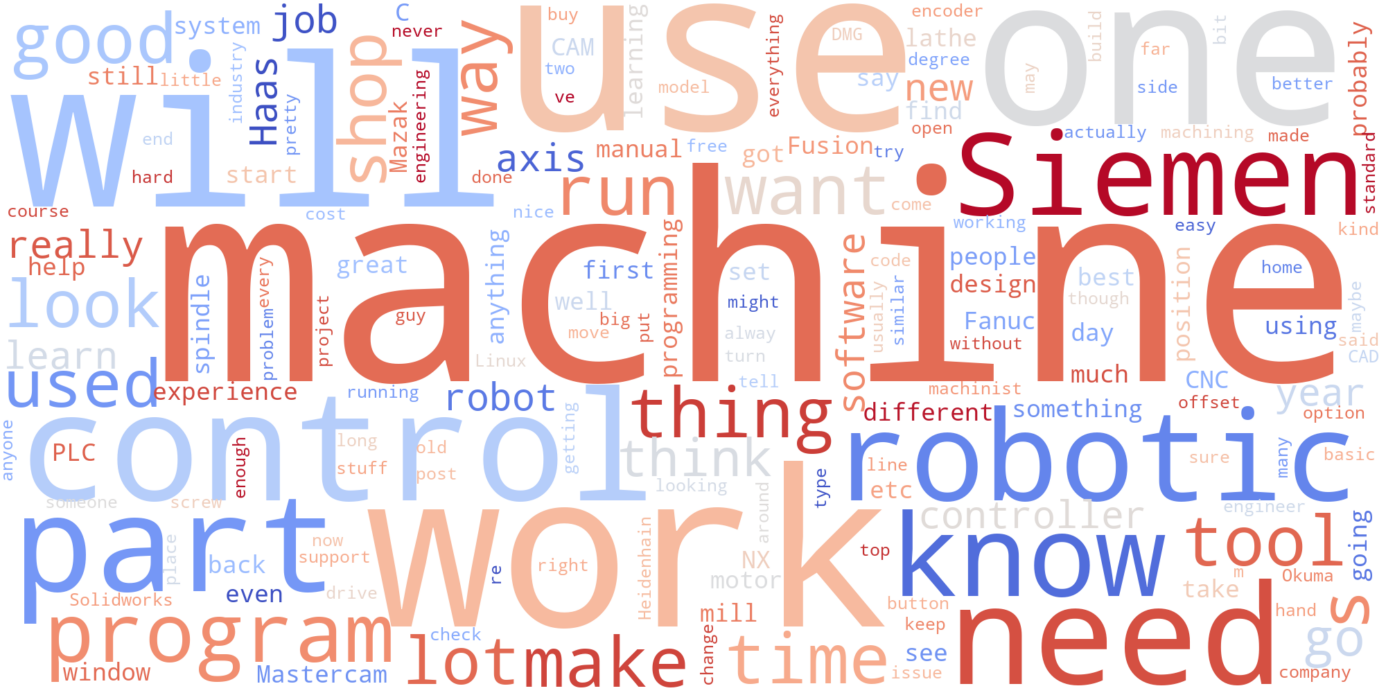 good system job C never buy CAM two ve use DMG encoder lathe degree one build far bit
still little industry Haas pretty shop way learning model everything say new find open may side better probably
will end Mazak engineering axis manual free Fusion try actually machining made
hard start done run got want Siemen standard
course cost nice come working easy kind
really help machine great anything first programming set well software code people design best position home
look spindle problem every project guy move big put might alway turn usually similar Fanuc day though using maybe said
learn Linux tell without machinist much CNC CAD
used experience running robot thing different something offset year option
anyone control PLC enough long old getting think robotic many sure basic
stuff post looking around type line etc
someone screw part place now support work right Heidenhain NX motor controller know engineer tool going
back re top take m Okuma
Solidworks even drive mill button need hand s
program check change time keep see go
window Mastercam lot make issue company